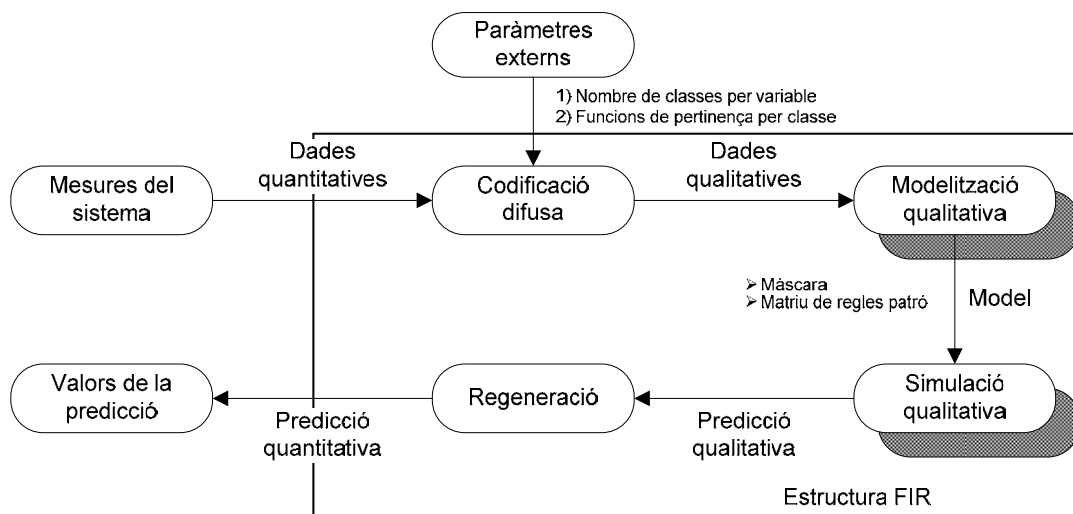 Paràmetres
externs
1) Nombre de classes per variable
2) Funcions de pertinença per classe
Mesures del
sistema
Dades
quantitatives
Codificació
difusa
Dades
qualitatives
Modelització
qualitativa
➢ Màscara
➢ Matriu de regles patró
Model
Simulació
qualitativa
Predicció
qualitativa
Regeneració
Predicció
quantitativa
Valors de la
predicció
Estructura FIR